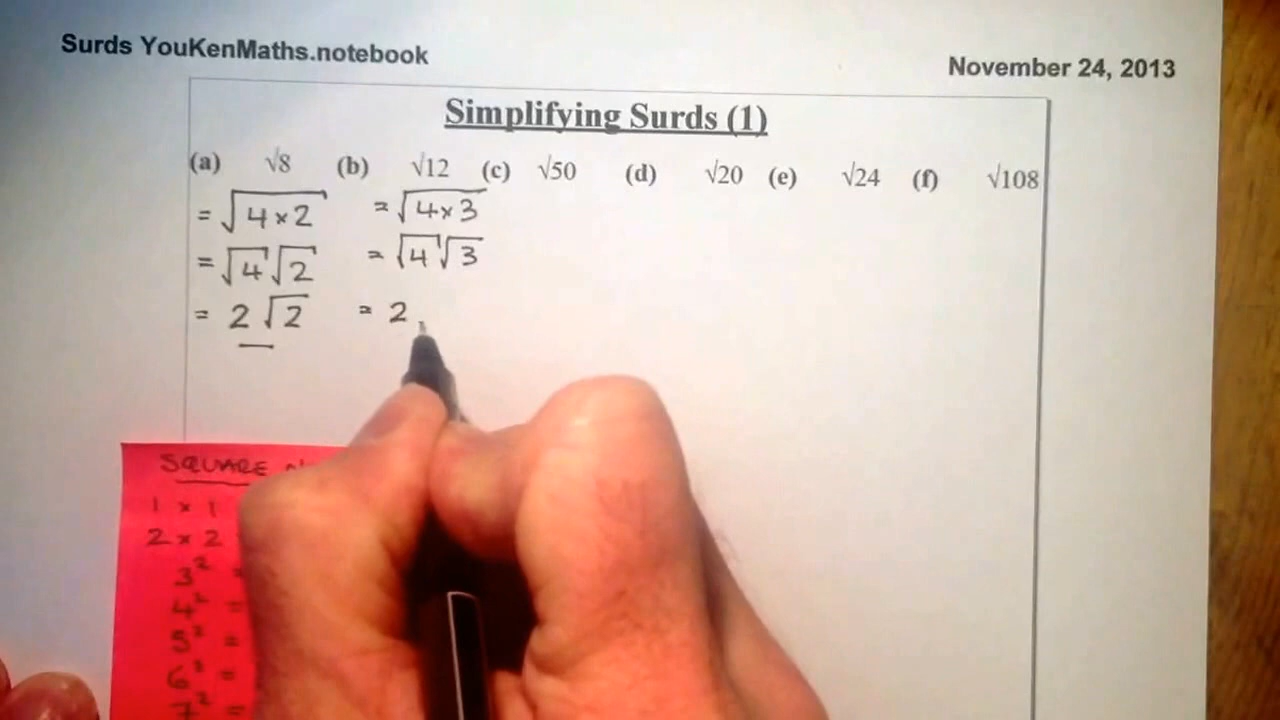 Surds YouKenMaths.notebook
November 24, 2013
Simplifying Surds (1)
(a) √8 (b) √12 (c) √50 (d) √20 (e) √24 (f) √108
= √4×2 = √4×3
= √4 √2 = √4 √3
= 2√2 = 2
SQUARE
1 × 1
2 × 2
3² =
4² =
5² =
6² =
7² =